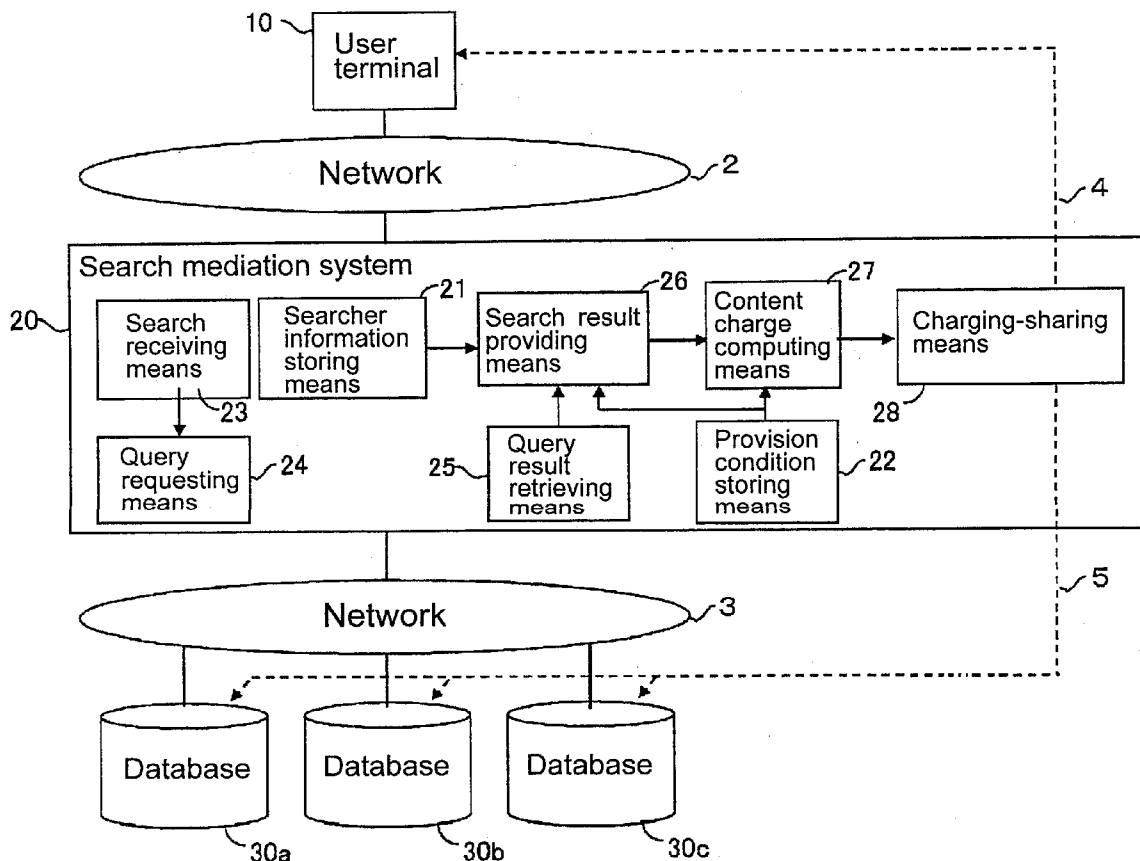 10
User
terminal
Network
2
4
Search mediation system
20
Search
receiving
means
23
21
Searcher
information
storing
means
26
Search result
providing
means
27
Content
charge
computing
means
Charging-sharing
means
28
Query
requesting
means
24
25
Query
result
retrieving
means
Provision
condition
storing
means
22
Network
3
5
Database
Database
Database
30a
30b
30c